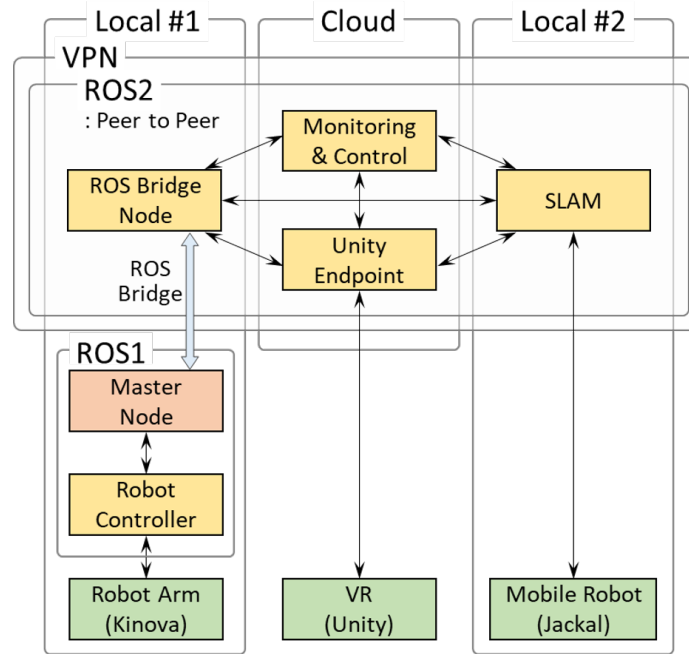 Local #1
Cloud
Local #2
VPN
ROS2
: Peer to Peer
Monitoring
& Control
ROS Bridge
Node
SLAM
Unity
Endpoint
ROS
Bridge
ROS1
Master
Node
Robot
Controller
Robot Arm
(Kinova)
VR
(Unity)
Mobile Robot
(Jackal)